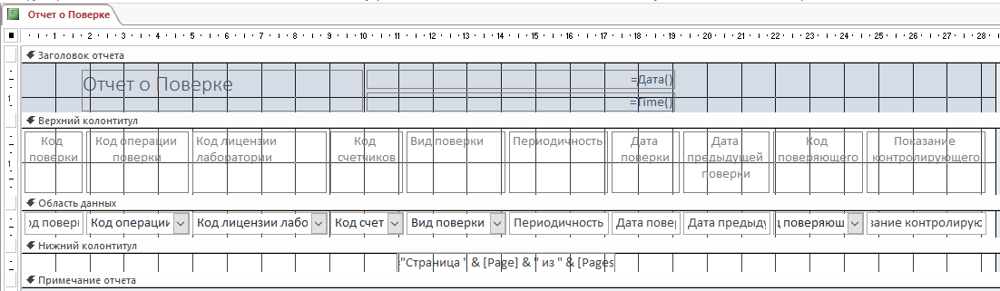 Отчет о Поверке
1 2 3 4 5 6 7 8 9 10 11 12 13 14 15 16 17 18 19 20 21 22 23 24 25 26 27 28
Заголовок отчета
Отчет о Поверке
=Дата()
=Time()
1
Верхний колонтитул
Код поверки
Код операции поверки
Код лицензии лаборатории
Код счетчиков
Вид поверки
Периодичность
Дата поверки
Дата предыдущей поверки
Код поверяющего
Показание контролирующего
1
Область данных
од повери Код операции Код лицензии лабо Код счет Вид поверки Периодичность Дата повер Дата предыду д поверяющ зание контролирую
Нижний колонтитул
="Страница " & [Page] & " из " & [Pages
Примечание отчета